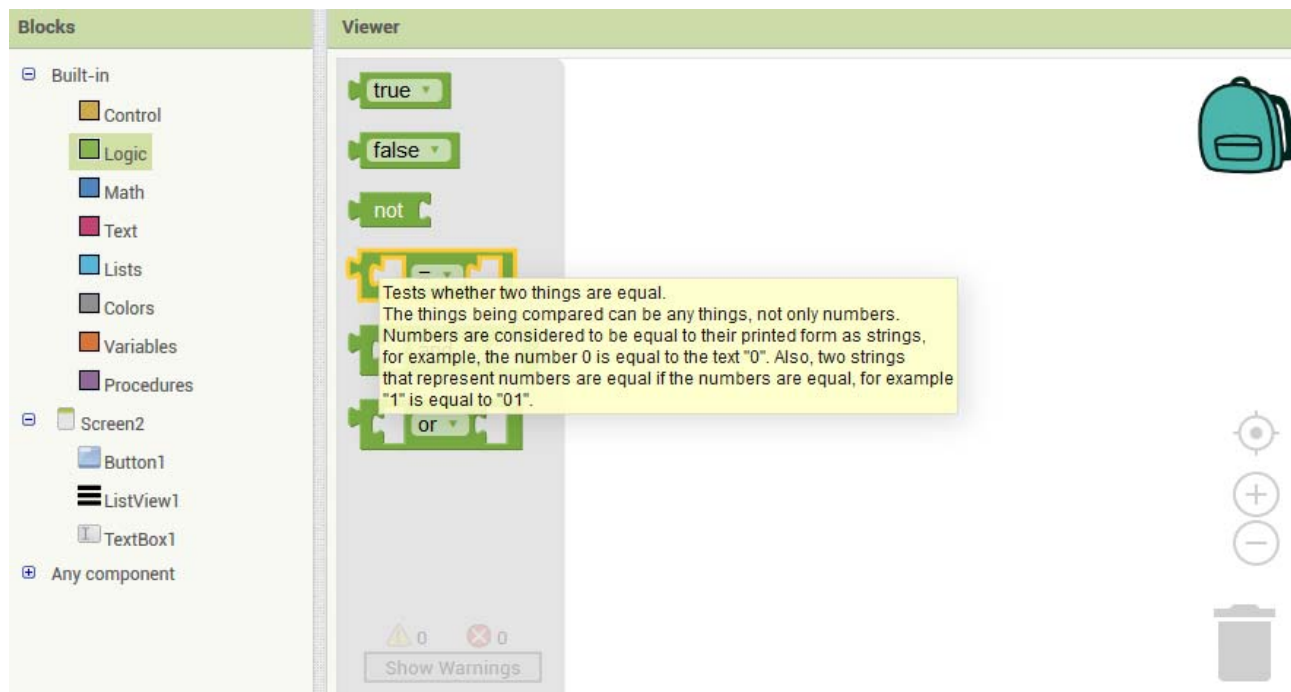 Blocks
Built-in
Control
Logic
Math
Text
Lists
Colors
Variables
Procedures
Screen2
Button1
ListView1
TextBox1
Any component
Viewer
true
false
not
=
Tests whether two things are equal.
The things being compared can be any things, not only numbers.
Numbers are considered to be equal to their printed form as strings,
for example, the number 0 is equal to the text "0". Also, two strings
that represent numbers are equal if the numbers are equal, for example
"1" is equal to "01".
and
or
0 0
Show Warnings